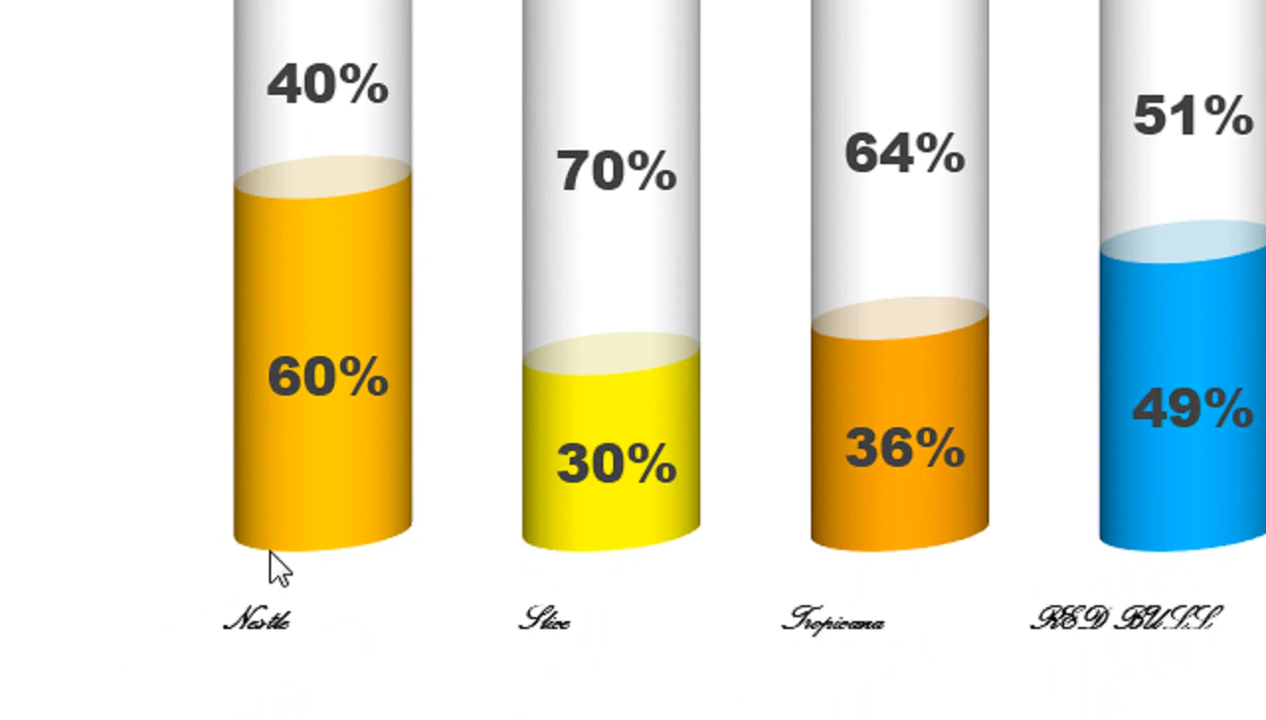 40%
70%
64%
51%
60%
30%
36%
49%
Nestle
Slice
Tropicana
RED BULL